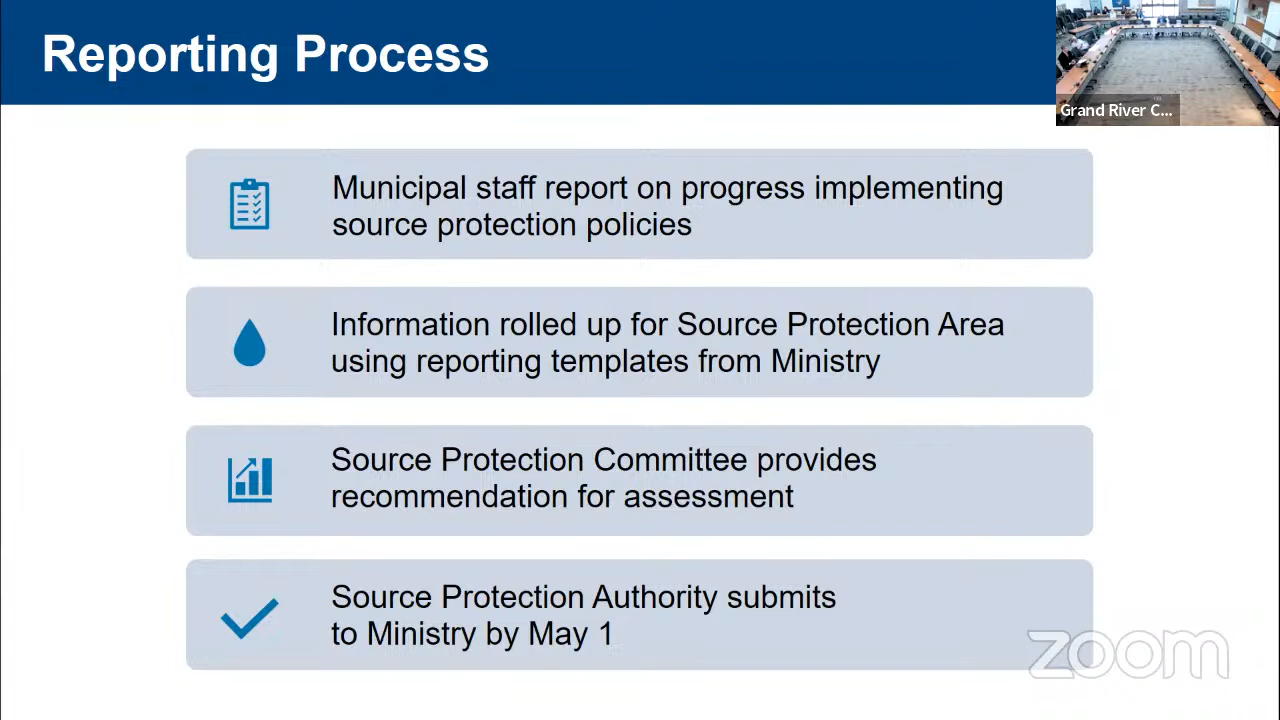 Reporting Process
Grand River C...
Municipal staff report on progress implementing
source protection policies
Information rolled up for Source Protection Area
using reporting templates from Ministry
Source Protection Committee provides
recommendation for assessment
Source Protection Authority submits
to Ministry by May 1
zoom